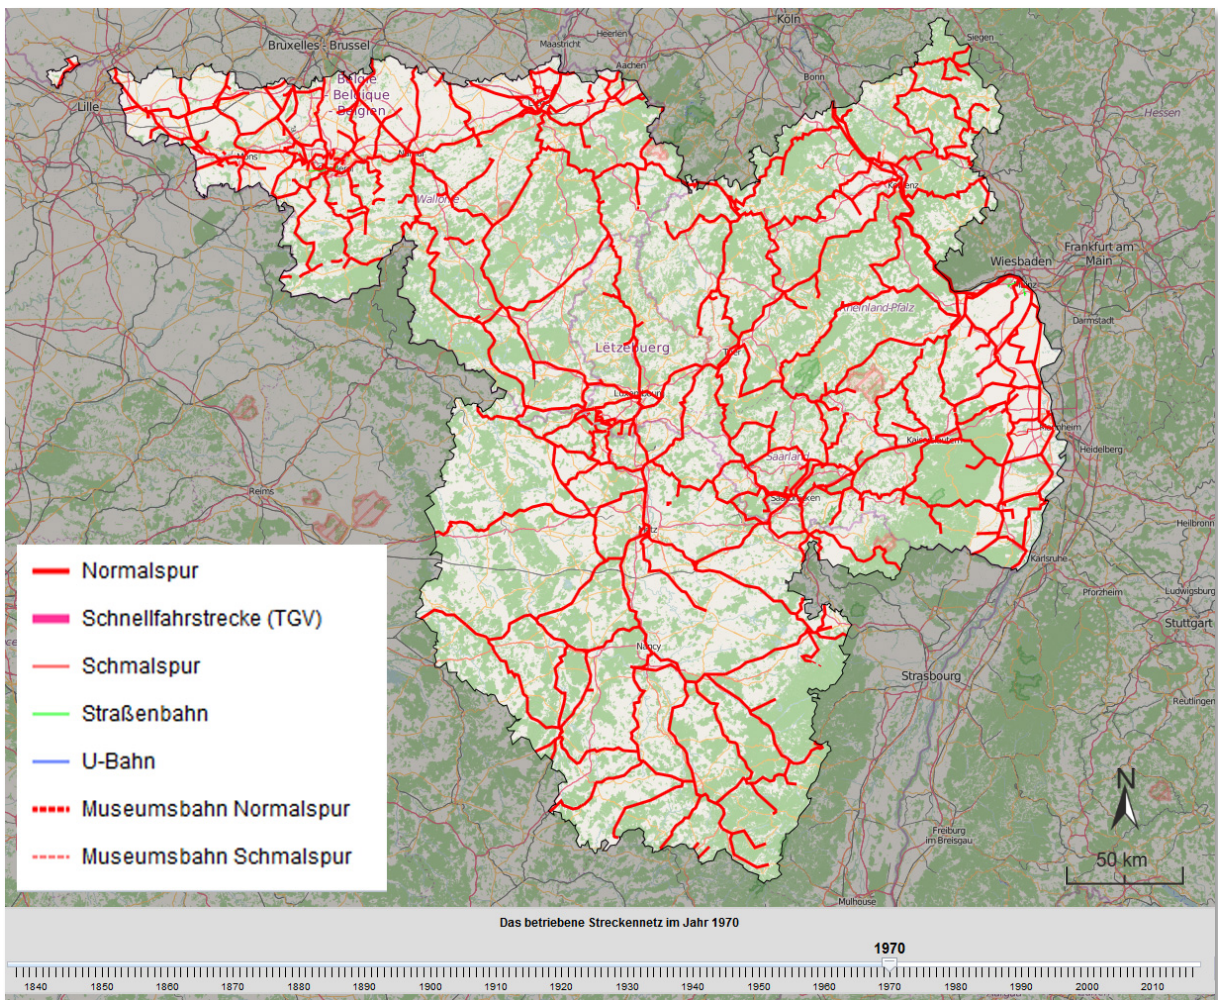 Köln
Siegen
Bruxelles - Brussel
Maastricht
Heerlen
Aachen
Bonn
België
- Belgique
- Belgien
Lille
Hessen
Mons
Wallonie
Koblenz
Frankfurt am
Main
Wiesbaden
Mainz
Rheinland-Pfalz
Darmstadt
Lëtzebuerg
Trier
Luxembourg
Mannheim
Kaiserslautern
Heidelberg
Saarland
Reims
Saarbrücken
Heilbronn
Metz
Karlsruhe
Pforzheim
Ludwigsburg
Stuttgart
Nancy
Strasbourg
Reutlingen
Freiburg
im Breisgau
Mulhouse
Normalspur
Schnellfahrstrecke (TGV)
Schmalspur
Straßenbahn
U-Bahn
Museumsbahn Normalspur
Museumsbahn Schmalspur
N
50 km
Das betriebene Streckennetz im Jahr 1970
1970
1840 1850 1860 1870 1880 1890 1900 1910 1920 1930 1940 1950 1960 1970 1980 1990 2000 2010